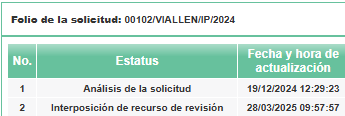 Folio de la solicitud: 00102/VIALLEN/IP/2024
No. Estatus Fecha y hora de actualización
1 Análisis de la solicitud 19/12/2024 12:29:23
2 Interposición de recurso de revisión 28/03/2025 09:57:57